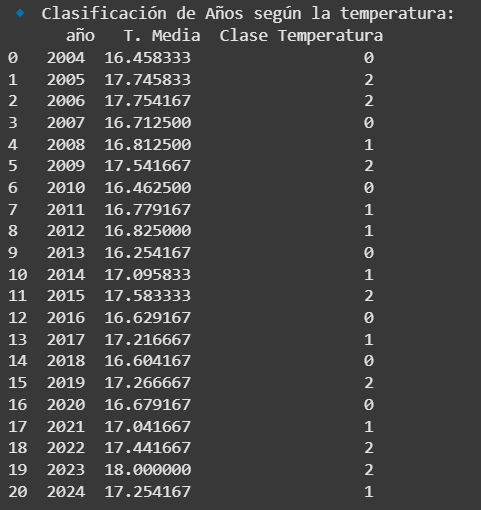 🔹 Clasificación de Años según la temperatura:
año T. Media Clase Temperatura
0 2004 16.458333 0
1 2005 17.745833 2
2 2006 17.754167 2
3 2007 16.712500 0
4 2008 16.812500 1
5 2009 17.541667 2
6 2010 16.462500 0
7 2011 16.779167 1
8 2012 16.825000 1
9 2013 16.254167 0
10 2014 17.095833 1
11 2015 17.583333 2
12 2016 16.629167 0
13 2017 17.216667 1
14 2018 16.604167 0
15 2019 17.266667 2
16 2020 16.679167 0
17 2021 17.041667 1
18 2022 17.441667 2
19 2023 18.000000 2
20 2024 17.254167 1